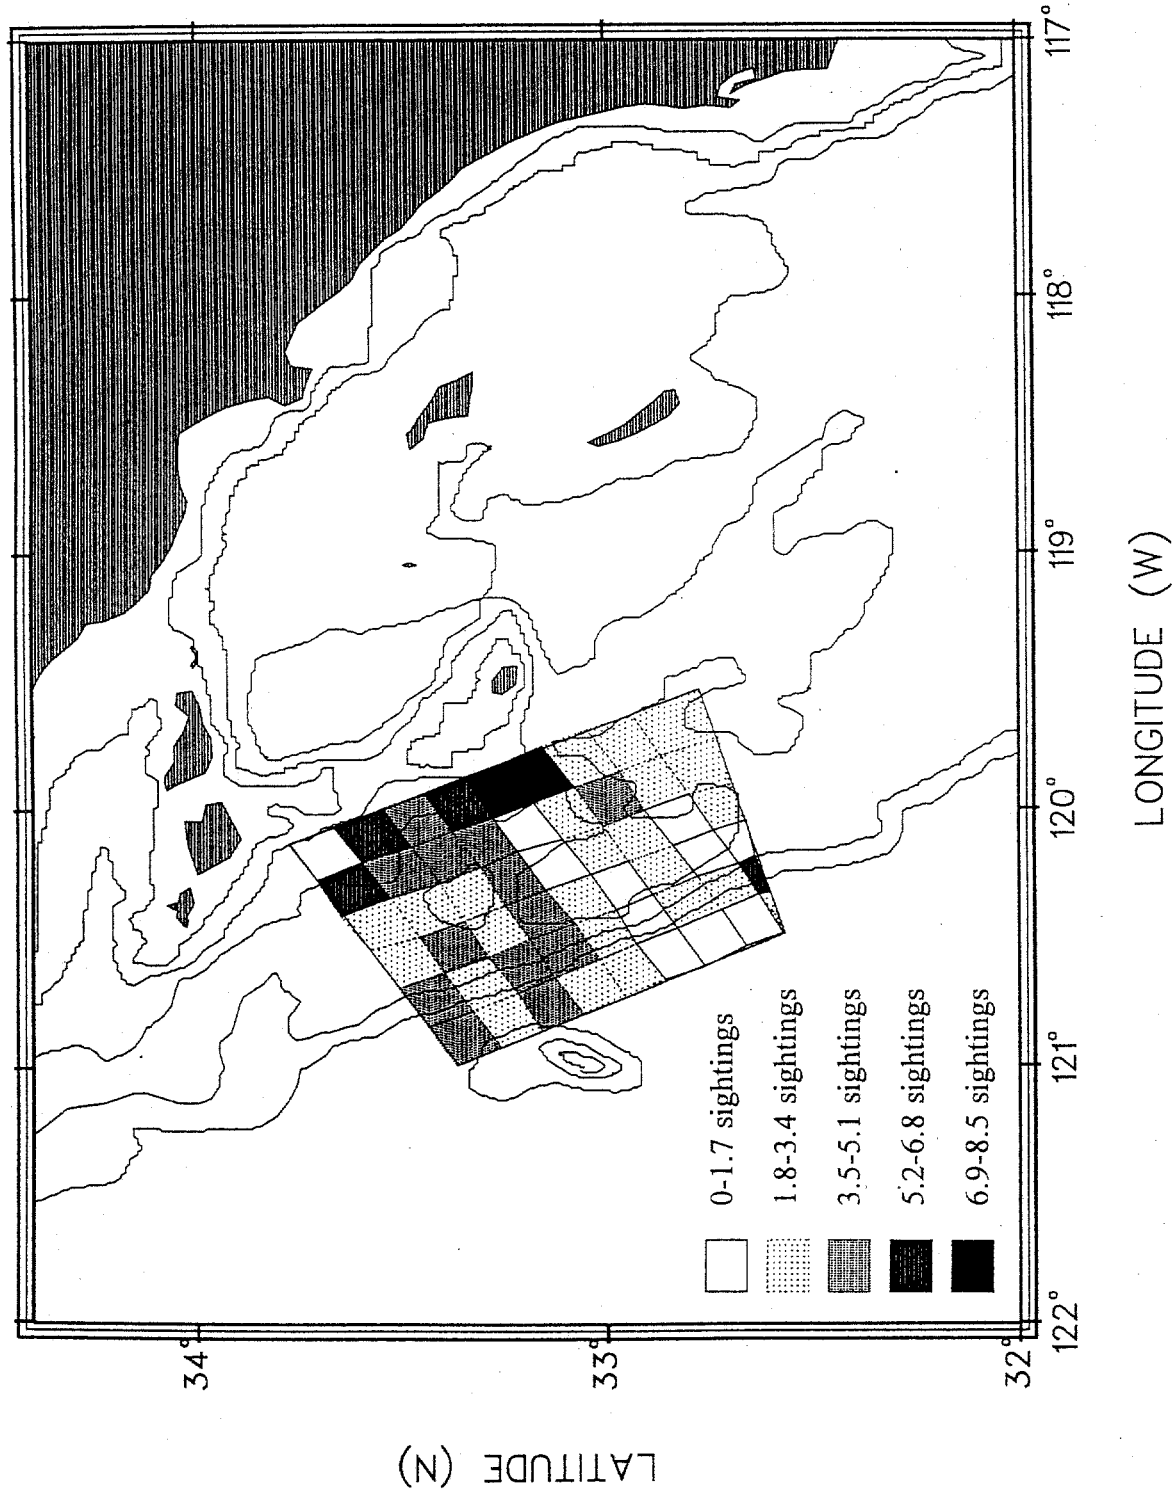 34°
33°
32°
LATITUDE (N)
122°
121°
120°
119°
118°
117°
LONGITUDE (W)
0-1.7 sightings
1.8-3.4 sightings
3.5-5.1 sightings
5.2-6.8 sightings
6.9-8.5 sightings